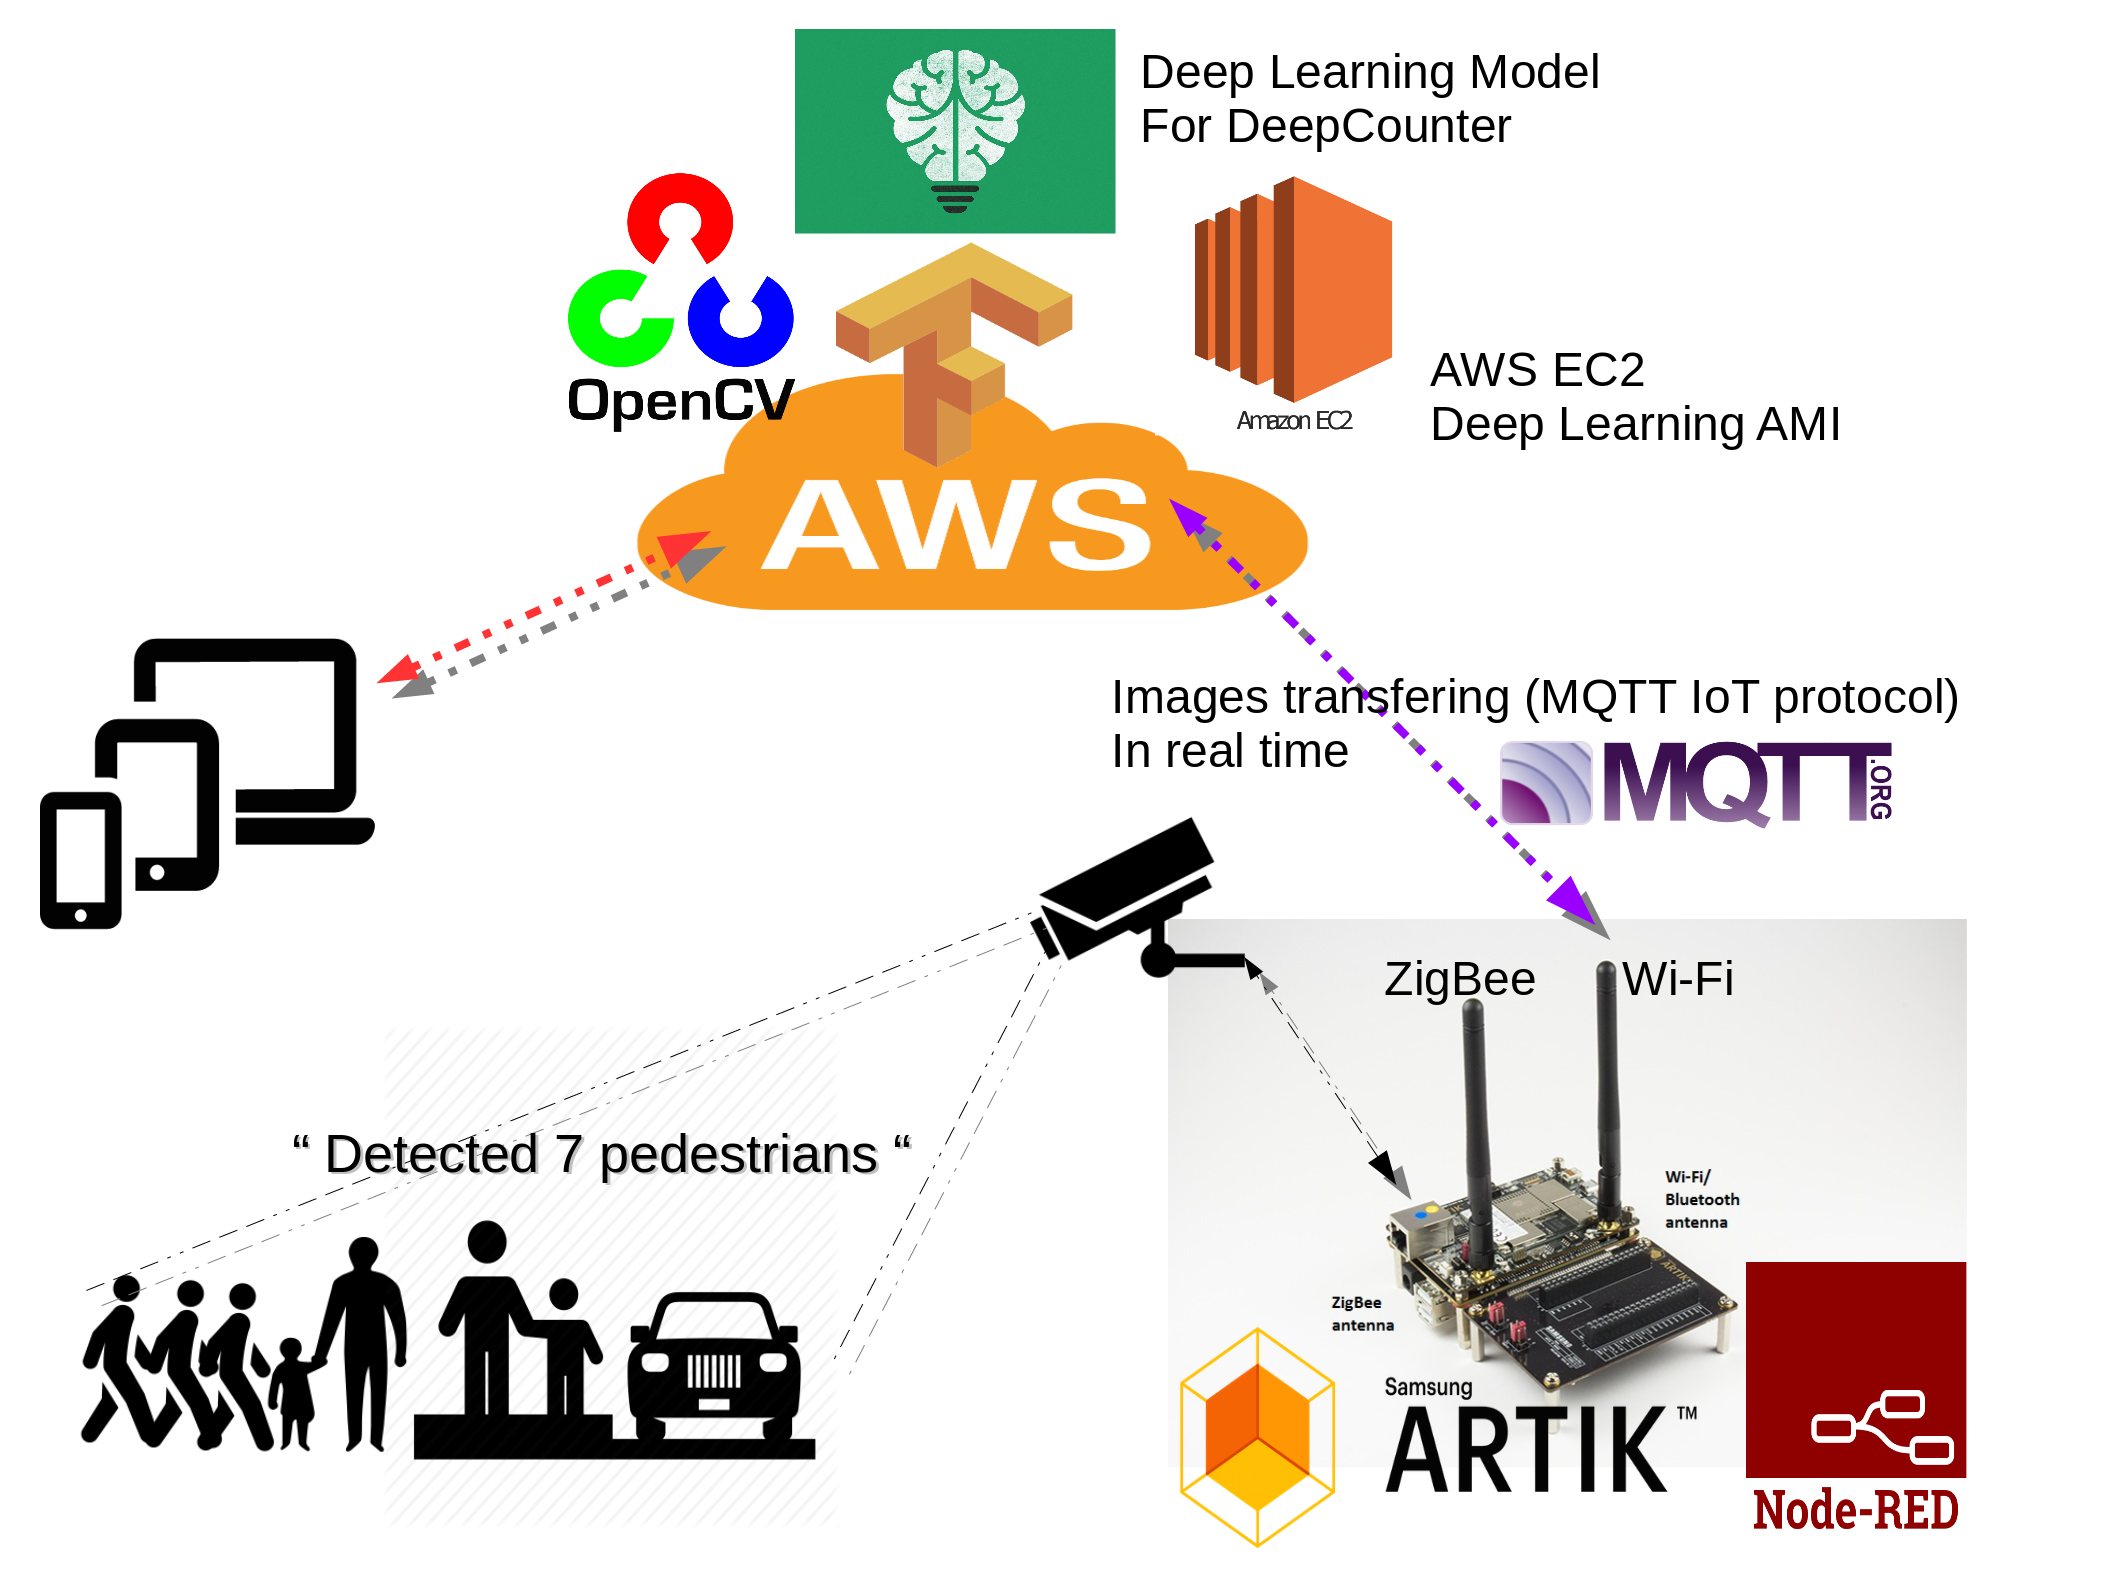 Deep Learning Model
For DeepCounter
OpenCV
Amazon EC2
AWS EC2
Deep Learning AMI
AWS
Images transfering (MQTT IoT protocol)
In real time
MQTT.ORG
ZigBee
Wi-Fi
“ Detected 7 pedestrians “
Wi-Fi/
Bluetooth
antenna
ARTIK
ZigBee
antenna
Samsung
ARTIK™
Node-RED